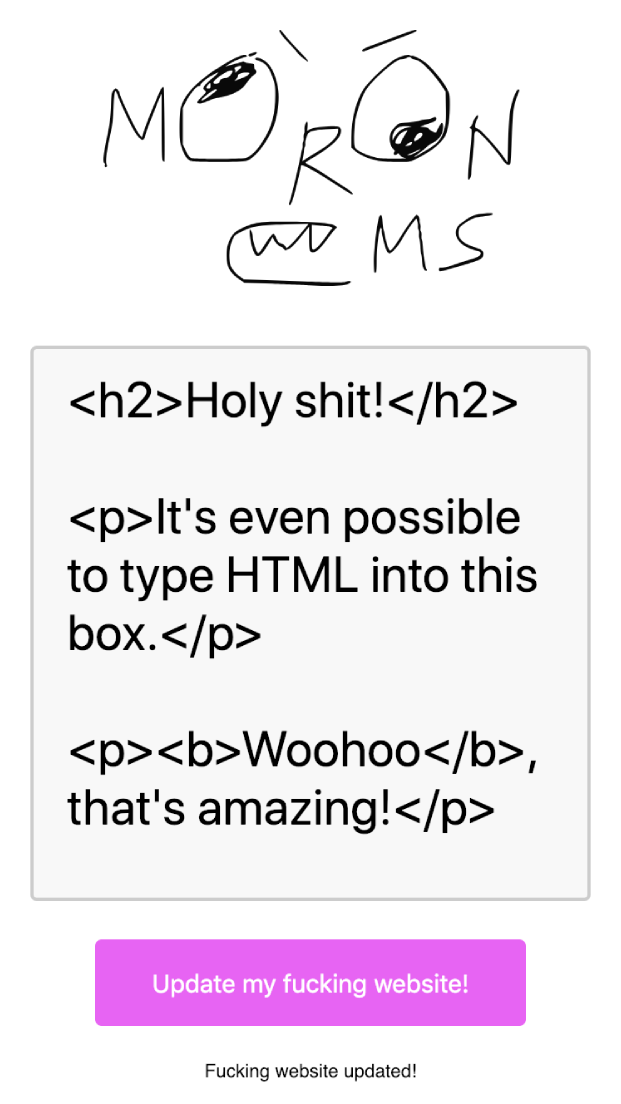 MORON
CMS
<h2>Holy shit!</h2>
<p>It's even possible
to type HTML into this
box.</p>
<p><b>Woohoo</b>,
that's amazing!</p>
Update my fucking website!
Fucking website updated!